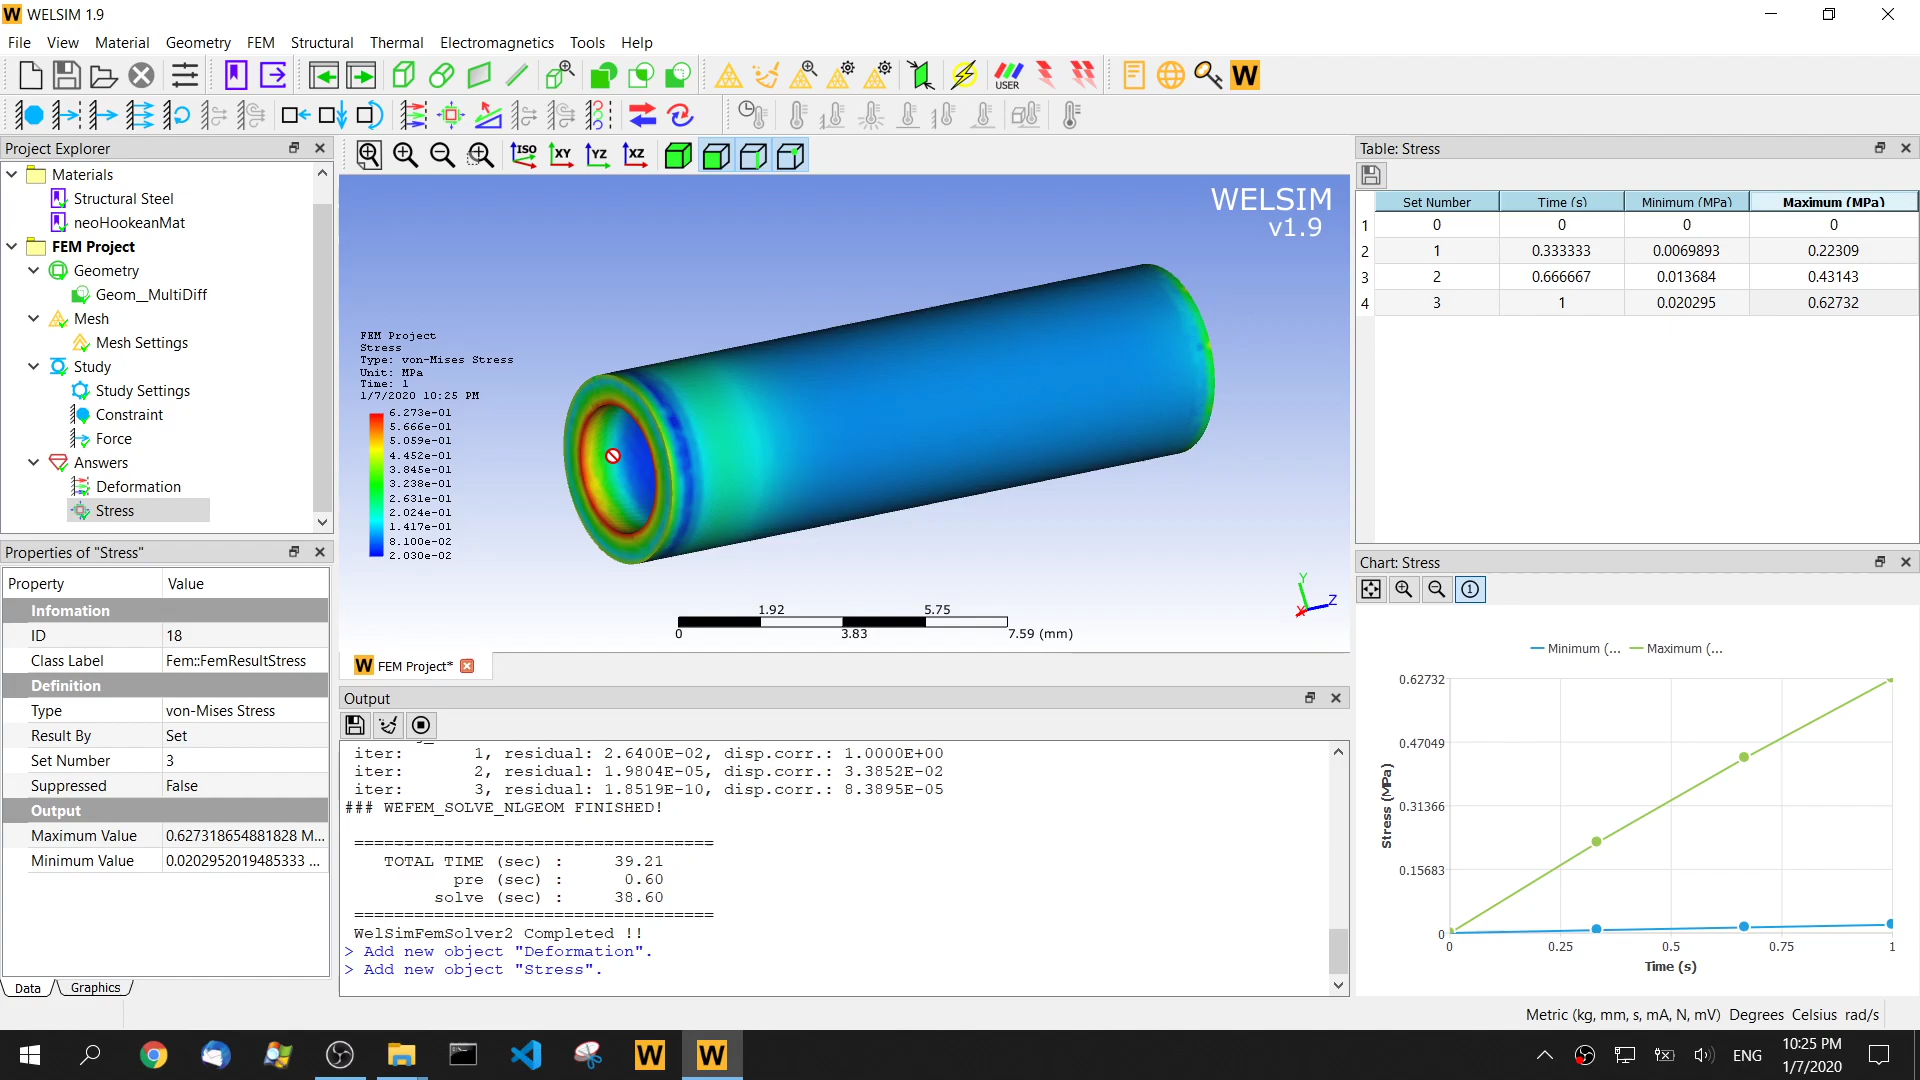 WELSIM 1.9
File View Material Geometry FEM Structural Thermal Electromagnetics Tools Help
USER
W
Project Explorer
Materials
Structural Steel
neoHookeanMat
FEM Project
Geometry
Geom__MultiDiff
Mesh
Mesh Settings
Study
Study Settings
Constraint
Force
Answers
Deformation
Stress
Properties of "Stress"
Property Value
Infomation
ID 18
Class Label Fem::FemResultStress
Definition
Type von-Mises Stress
Result By Set
Set Number 3
Suppressed False
Output
Maximum Value 0.627318654881828 M...
Minimum Value 0.0202952019485333 ...
Data Graphics
ISO XY YZ XZ
WELSIM
v1.9
FEM Project
Stress
Type: von-Mises Stress
Unit: MPa
Time: 1
1/7/2020 10:25 PM
6.273e-01
5.666e-01
5.059e-01
4.452e-01
3.845e-01
3.238e-01
2.631e-01
2.024e-01
1.417e-01
8.100e-02
2.030e-02
1.92 5.75
0 3.83 7.59 (mm)
Y
Z
X
FEM Project*
Output
iter: 1, residual: 2.6400E-02, disp.corr.: 1.0000E+00
iter: 2, residual: 1.9804E-05, disp.corr.: 3.3852E-02
iter: 3, residual: 1.8519E-10, disp.corr.: 8.3895E-05
### WEFEM_SOLVE_NLGEOM FINISHED!
====================================
TOTAL TIME (sec) : 39.21
pre (sec) : 0.60
solve (sec) : 38.60
====================================
WelSimFemSolver2 Completed !!
> Add new object "Deformation".
> Add new object "Stress".
Table: Stress
Set Number Time (s) Minimum (MPa) Maximum (MPa)
1 0 0 0 0
2 1 0.333333 0.0069893 0.22309
3 2 0.666667 0.013684 0.43143
4 3 1 0.020295 0.62732
Chart: Stress
Minimum (... Maximum (...
0.62732
0.47049
0.31366
0.15683
0
Stress (MPa)
0 0.25 0.5 0.75 1
Time (s)
Metric (kg, mm, s, mA, N, mV) Degrees Celsius rad/s
ENG
10:25 PM
1/7/2020